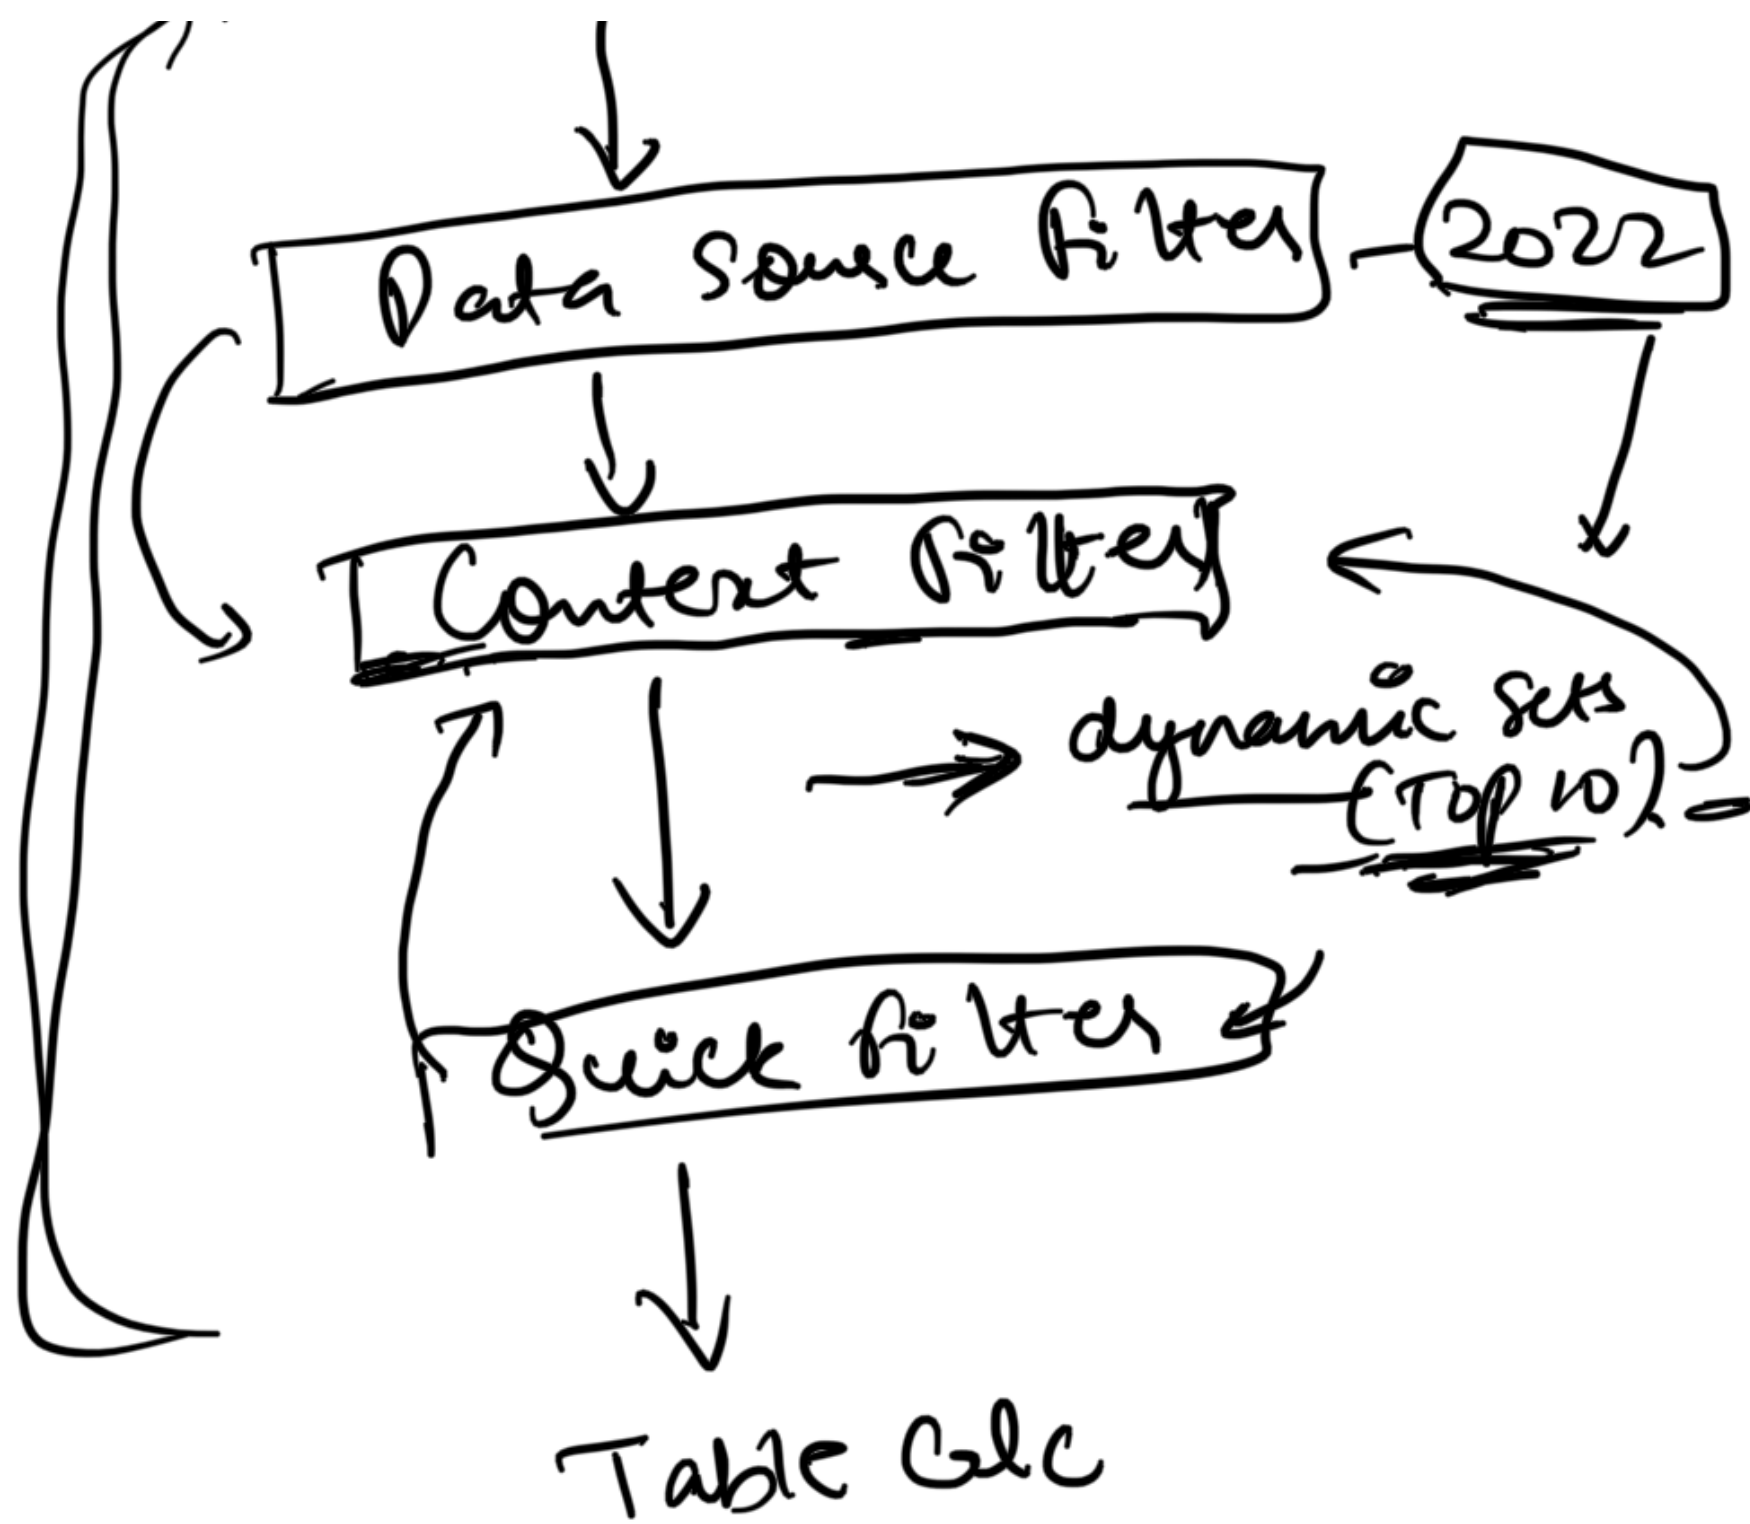 Data Source Filter
2022
Context Filter
dynamic sets
(Top 10)
Quick Filter
Table Calc